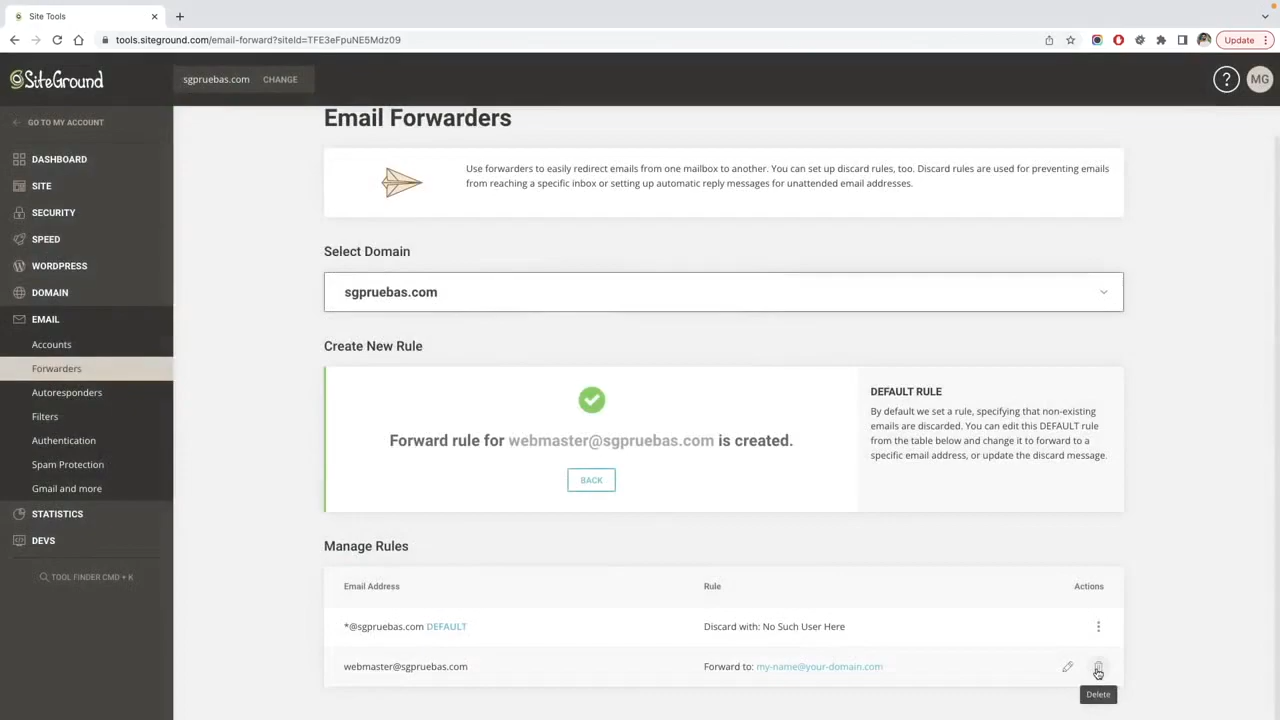 Site Tools
tools.siteground.com/email-forward?siteId=TFE3eFpuNE5Mdz09
Update
SiteGround
sgpruebas.com CHANGE
? MG
GO TO MY ACCOUNT
DASHBOARD
SITE
SECURITY
SPEED
WORDPRESS
DOMAIN
EMAIL
Accounts
Forwarders
Autoresponders
Filters
Authentication
Spam Protection
Gmail and more
STATISTICS
DEVS
TOOL FINDER CMD + K
Email Forwarders
Use forwarders to easily redirect emails from one mailbox to another. You can set up discard rules, too. Discard rules are used for preventing emails
from reaching a specific inbox or setting up automatic reply messages for unattended email addresses.
Select Domain
sgpruebas.com
Create New Rule
Forward rule for webmaster@sgpruebas.com is created.
BACK
DEFAULT RULE
By default we set a rule, specifying that non-existing
emails are discarded. You can edit this DEFAULT rule
from the table below and change it to forward to a
specific email address, or update the discard message.
Manage Rules
Email Address Rule Actions
*@sgpruebas.com DEFAULT Discard with: No Such User Here
webmaster@sgpruebas.com Forward to: my-name@your-domain.com
Delete